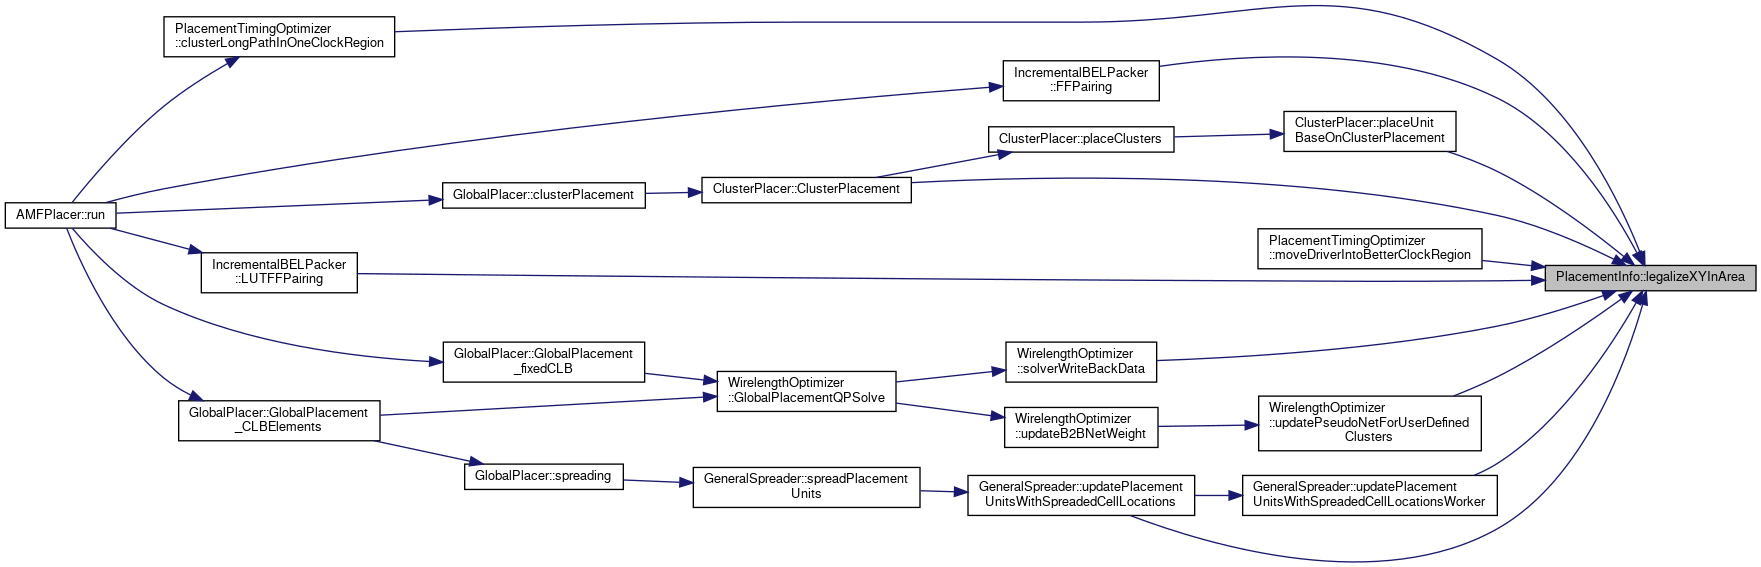 PlacementTimingOptimizer
::clusterLongPathInOneClockRegion
IncrementalBELPacker
::FFPairing
ClusterPlacer::placeUnit
BaseOnClusterPlacement
ClusterPlacer::placeClusters
GlobalPlacer::clusterPlacement
ClusterPlacer::ClusterPlacement
AMFPlacer::run
PlacementTimingOptimizer
::moveDriverIntoBetterClockRegion
IncrementalBELPacker
::LUTFFPairing
PlacementInfo::legalizeXYInArea
GlobalPlacer::GlobalPlacement
_fixedCLB
WirelengthOptimizer
::solverWriteBackData
WirelengthOptimizer
::GlobalPlacementQPSolve
GlobalPlacer::GlobalPlacement
_CLBElements
WirelengthOptimizer
::updateB2BNetWeight
WirelengthOptimizer
::updatePseudoNetForUserDefined
Clusters
GlobalPlacer::spreading
GeneralSpreader::spreadPlacement
Units
GeneralSpreader::updatePlacement
UnitsWithSpreadedCellLocations
GeneralSpreader::updatePlacement
UnitsWithSpreadedCellLocationsWorker